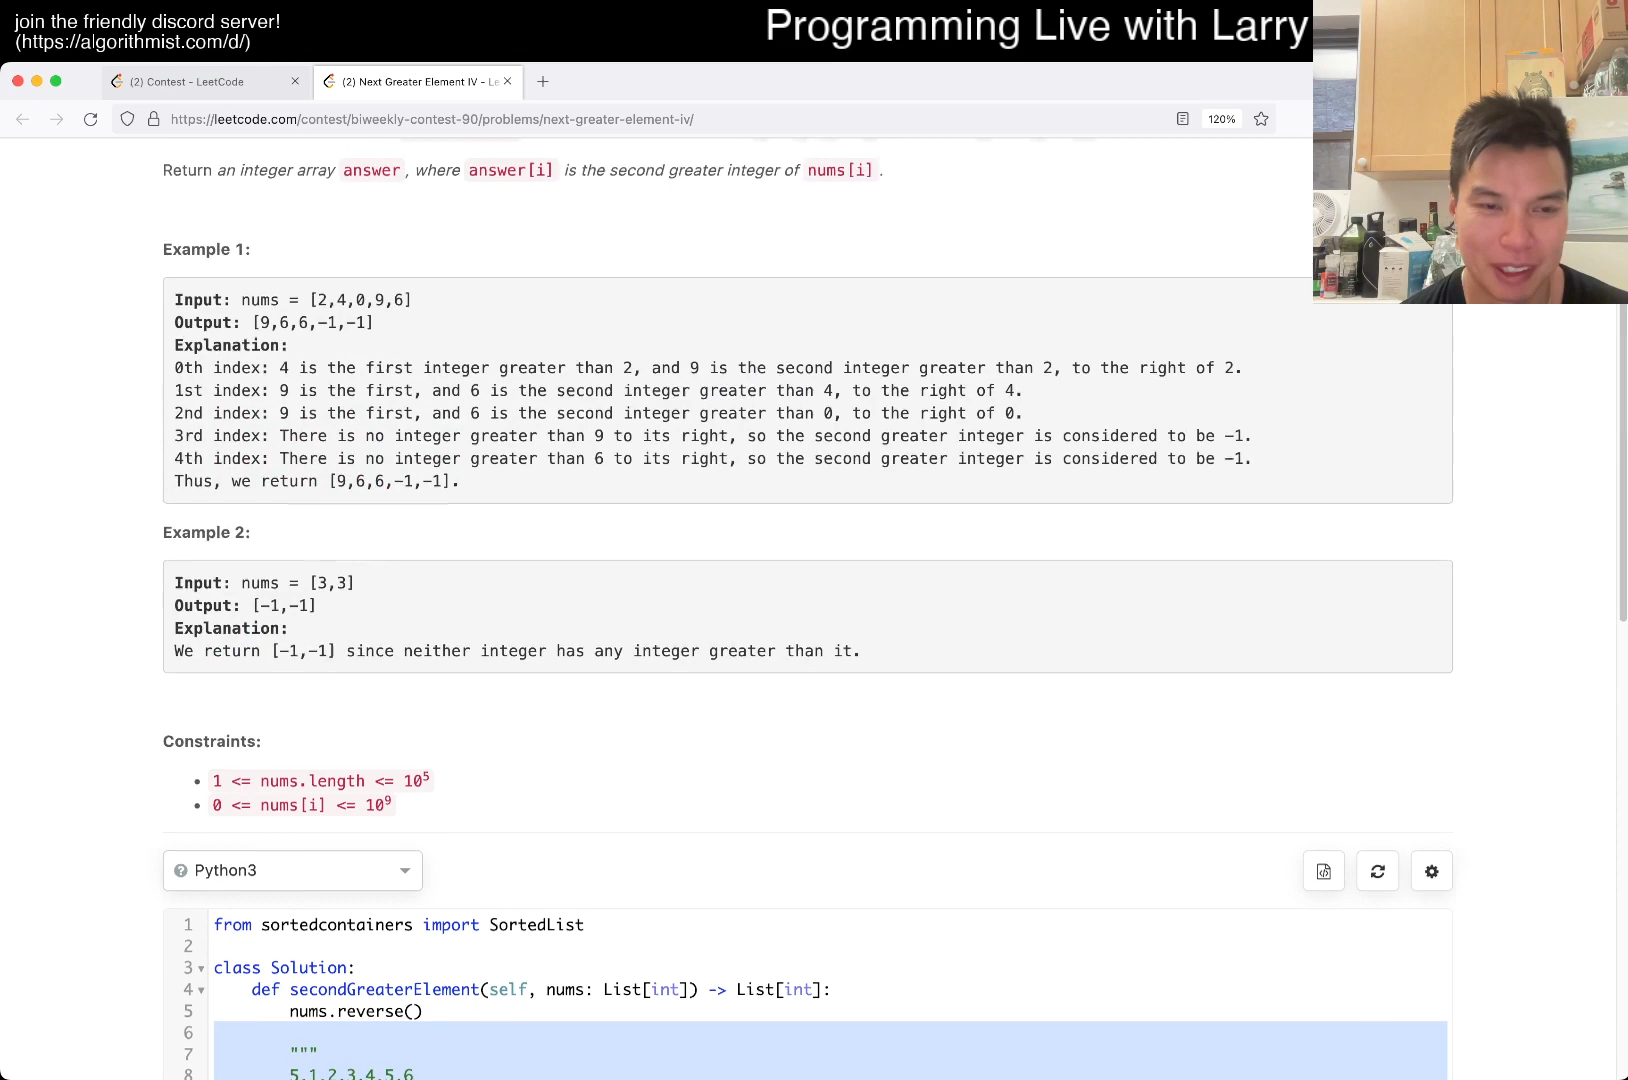 join the friendly discord server!
(https://algorithmist.com/d/)
Programming Live with Larry
(2) Contest - LeetCode
(2) Next Greater Element IV - Le
https://leetcode.com/contest/biweekly-contest-90/problems/next-greater-element-iv/
120%
Return an integer array answer, where answer[i] is the second greater integer of nums[i].
Example 1:
Input: nums = [2,4,0,9,6]
Output: [9,6,6,-1,-1]
Explanation:
0th index: 4 is the first integer greater than 2, and 9 is the second integer greater than 2, to the right of 2.
1st index: 9 is the first, and 6 is the second integer greater than 4, to the right of 4.
2nd index: 9 is the first, and 6 is the second integer greater than 0, to the right of 0.
3rd index: There is no integer greater than 9 to its right, so the second greater integer is considered to be -1.
4th index: There is no integer greater than 6 to its right, so the second greater integer is considered to be -1.
Thus, we return [9,6,6,-1,-1].
Example 2:
Input: nums = [3,3]
Output: [-1,-1]
Explanation:
We return [-1,-1] since neither integer has any integer greater than it.
Constraints:
• 1 <= nums.length <= 10⁵
• 0 <= nums[i] <= 10⁹
Python3
1 from sortedcontainers import SortedList
2
3 class Solution:
4 def secondGreaterElement(self, nums: List[int]) -> List[int]:
5 nums.reverse()
6
7 """
8 5,1,2,3,4,5,6